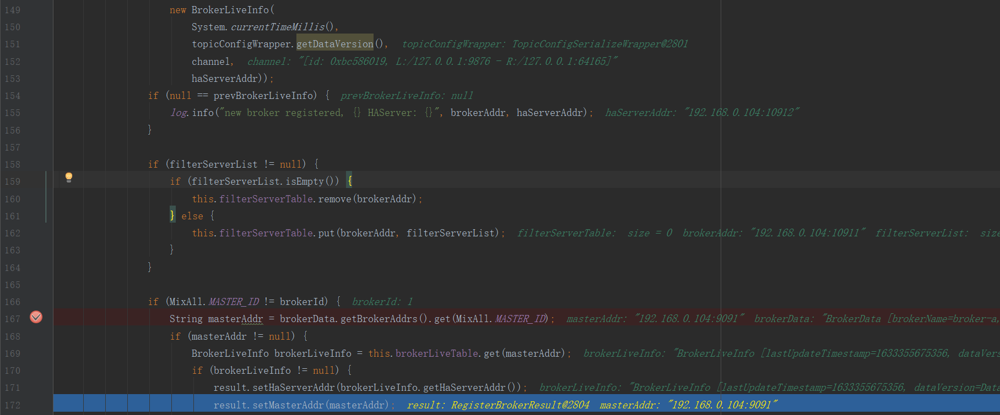 149 new BrokerLiveInfo(
150 System.currentTimeMillis(),
151 topicConfigWrapper.getDataVersion(), topicConfigWrapper: TopicConfigSerializeWrapper@2801
152 channel, channel: "[id: 0xbc586019, L:/127.0.0.1:9876 - R:/127.0.0.1:64165]"
153 haServerAddr));
154 if (null == prevBrokerLiveInfo) { prevBrokerLiveInfo: null
155 log.info("new broker registered, {} HAServer: {}", brokerAddr, haServerAddr); haServerAddr: "192.168.0.104:10912"
156 }
157
158 if (filterServerList != null) {
159 if (filterServerList.isEmpty()) {
160 this.filterServerTable.remove(brokerAddr);
161 } else {
162 this.filterServerTable.put(brokerAddr, filterServerList); filterServerTable: size = 0 brokerAddr: "192.168.0.104:10911" filterServerList: size
163 }
164 }
165
166 if (MixAll.MASTER_ID != brokerId) { brokerId: 1
167 String masterAddr = brokerData.getBrokerAddrs().get(MixAll.MASTER_ID); masterAddr: "192.168.0.104:9091" brokerData: "BrokerData [brokerName=broker-a,
168 if (masterAddr != null) {
169 BrokerLiveInfo brokerLiveInfo = this.brokerLiveTable.get(masterAddr); brokerLiveInfo: "BrokerLiveInfo [lastUpdateTimestamp=1633355675356, dataVers
170 if (brokerLiveInfo != null) {
171 result.setHaServerAddr(brokerLiveInfo.getHaServerAddr()); brokerLiveInfo: "BrokerLiveInfo [lastUpdateTimestamp=1633355675356, dataVersion=Data
172 result.setMasterAddr(masterAddr); result: RegisterBrokerResult@2804 masterAddr: "192.168.0.104:9091"